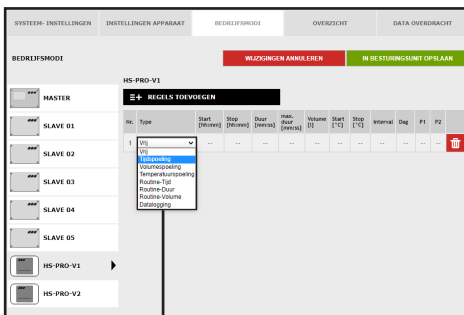 SYSTEEM- INSTELLINGEN INSTELLINGEN APPARAAT BEDRIJFSMODI OVERZICHT DATA OVERDRACHT
BEDRIJFSMODI
WIJZIGINGEN ANNULEREN IN BESTURINGSUNIT OPSLAAN
HS-PRO-V1
REGELS TOEVOEGEN
Nr. Type Start [hh:mm] Stop [hh:mm] Duur [mm:ss] max. duur [mm:ss] Volume [l] Start [°C] Stop [°C] Interval Dag P1 P2
1 Vrij -- -- -- -- -- -- -- -- -- -- --
Vrij
Tijdspoeling
Volumespoeling
Temperatuurspoeling
Routine-Tijd
Routine-Duur
Routine-Volume
Datalogging
MASTER
SLAVE 01
SLAVE 02
SLAVE 03
SLAVE 04
SLAVE 05
HS-PRO-V1
HS-PRO-V2